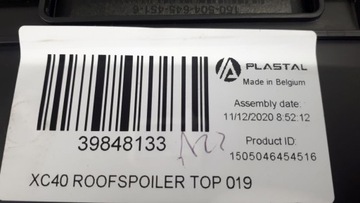 PLASTAL
Made in Belgium
Assembly date:
11/12/2020 8:52:12
39848133
Product ID:
1505046454516
XC40 ROOFSPOILER TOP 019